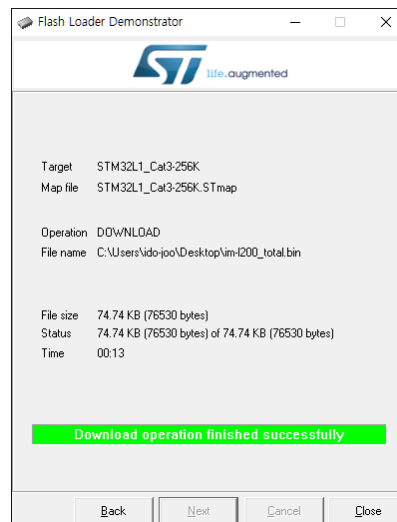 Flash Loader Demonstrator
ST life.augmented
Target STM32L1_Cat3-256K
Map file STM32L1_Cat3-256K.STmap
Operation DOWNLOAD
File name C:\Users\ido-joo\Desktop\im-l200_total.bin
File size 74.74 KB (76530 bytes)
Status 74.74 KB (76530 bytes) of 74.74 KB (76530 bytes)
Time 00:13
Download operation finished successfully
Back Next Cancel Close